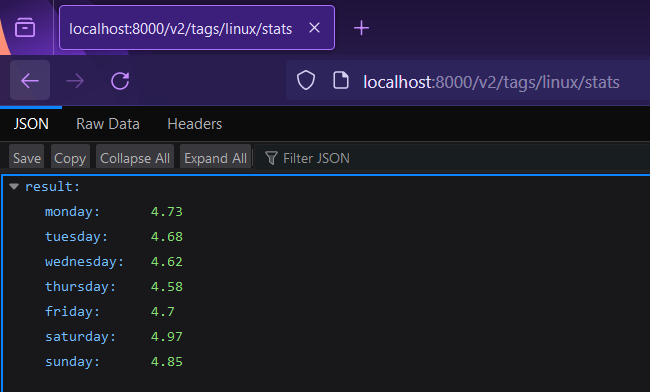 localhost:8000/v2/tags/linux/stats
localhost:8000/v2/tags/linux/stats
JSON Raw Data Headers
Save Copy Collapse All Expand All Filter JSON
result:
monday: 4.73
tuesday: 4.68
wednesday: 4.62
thursday: 4.58
friday: 4.7
saturday: 4.97
sunday: 4.85